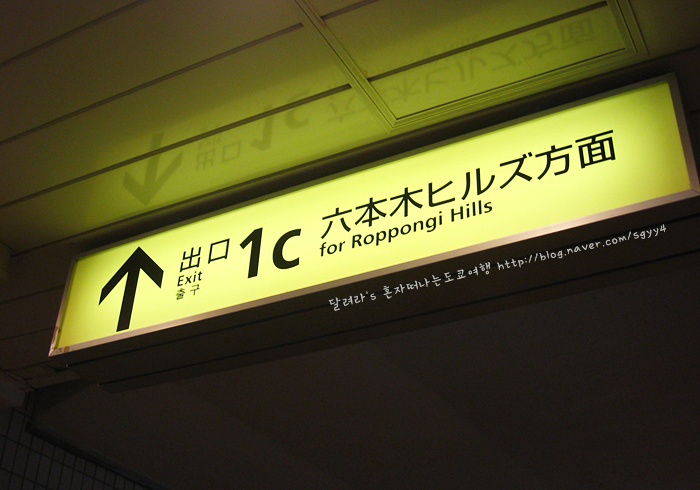 出口
Exit
출구
1c
六本木ヒルズ方面
for Roppongi Hills
달려라's 혼자떠나는도쿄여행 http://blog.naver.com/sgyy4